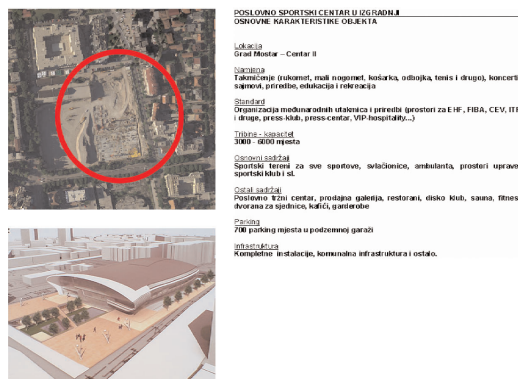 POSLOVNO SPORTSKI CENTAR U IZGRADNJI
OSNOVNE KARAKTERISTIKE OBJEKTA
Lokacija
Grad Mostar – Centar II
Namjena
Takmičenje (rukomet, mali nogomet, košarka, odbojka, tenis i drugo), koncerti
sajmovi, priredbe, edukacija i rekreacija
Standard
Organizacija međunarodnih utakmica i priredbi (prostori za EHF, FIBA, CEV, ITF
i druge, press-klub, press-centar, VIP-hospitality...)
Tribine - kapacitet
3000 - 6000 mjesta
Osnovni sadržaji
Sportski tereni za sve sportove, svlačionice, ambulanta, prostori uprave
sportski klub i sl.
Ostali sadržaji
Poslovno tržni centar, prodajna galerija, restorani, disko klub, sauna, fitnes
dvorana za sjednice, kafići, garderobe
Parking
700 parking mjesta u podzemnoj garaži
Infrastruktura
Kompletne instalacije, komunalna infrastruktura i ostalo.